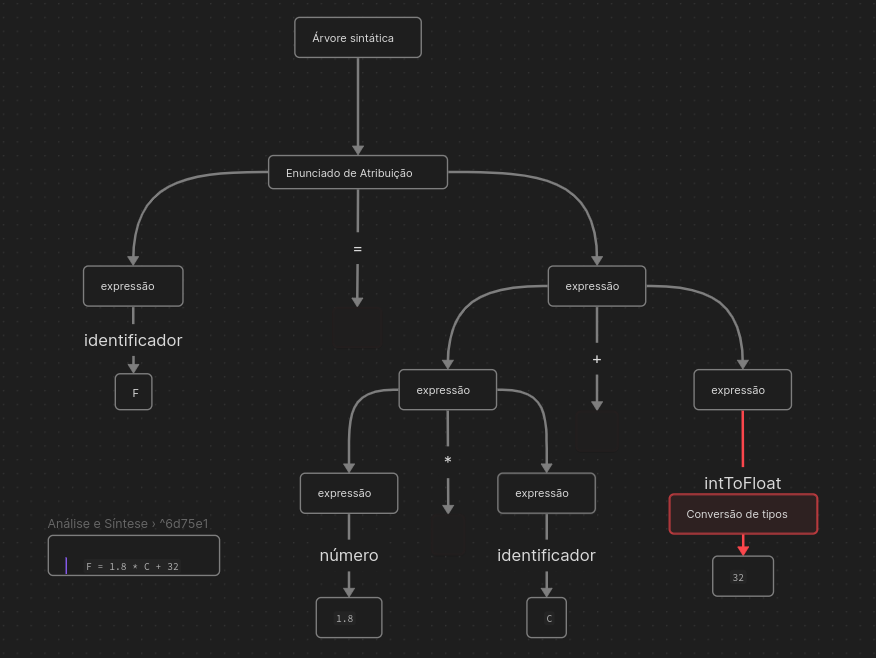 Árvore sintática
Enunciado de Atribuição
=
expressão
expressão
identificador
F
+
expressão
expressão
*
expressão
expressão
intToFloat
Conversão de tipos
32
número
identificador
1.8
C
Análise e Síntese › ^6d75e1
F = 1.8 * C + 32